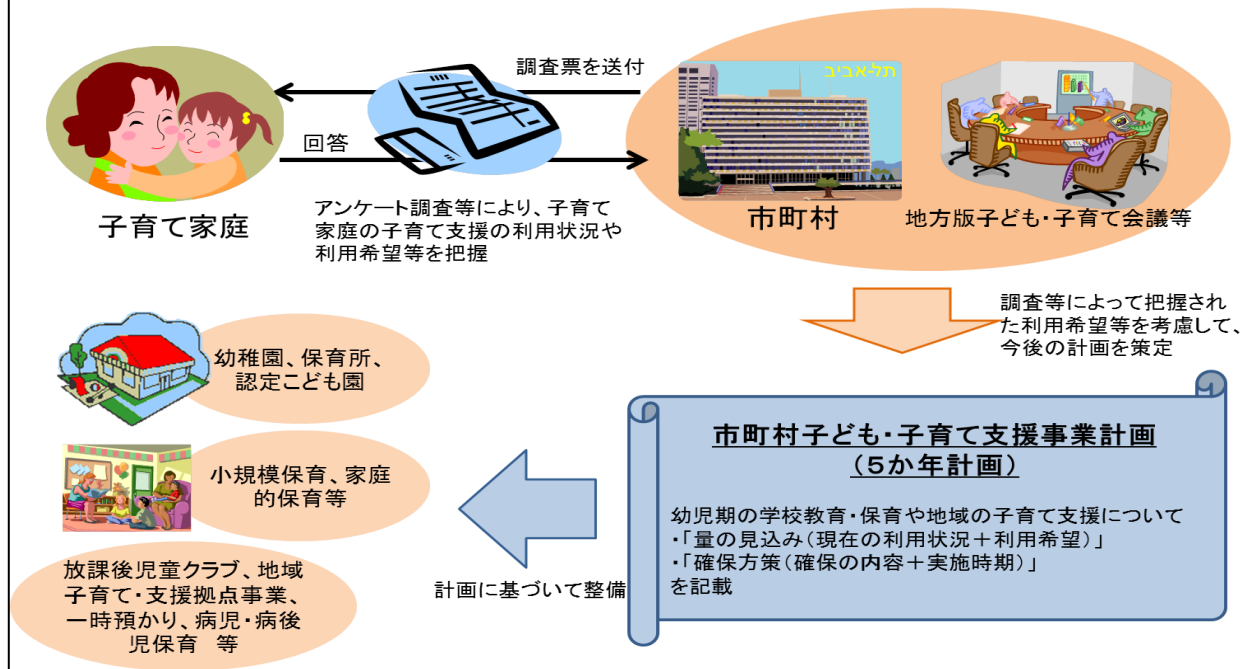 調査票を送付
תל-אביב
回答
子育て家庭
アンケート調査等により、子育て
家庭の子育て支援の利用状況や
利用希望等を把握
市町村
地方版子ども・子育て会議等
調査等によって把握され
た利用希望等を考慮して、
今後の計画を策定
幼稚園、保育所、
認定こども園
小規模保育、家庭
的保育等
放課後児童クラブ、地域
子育て・支援拠点事業、
一時預かり、病児・病後
児保育　等
計画に基づいて整備
市町村子ども・子育て支援事業計画
（５か年計画）
幼児期の学校教育・保育や地域の子育て支援について
・「量の見込み（現在の利用状況＋利用希望）」
・「確保方策（確保の内容＋実施時期）」
を記載